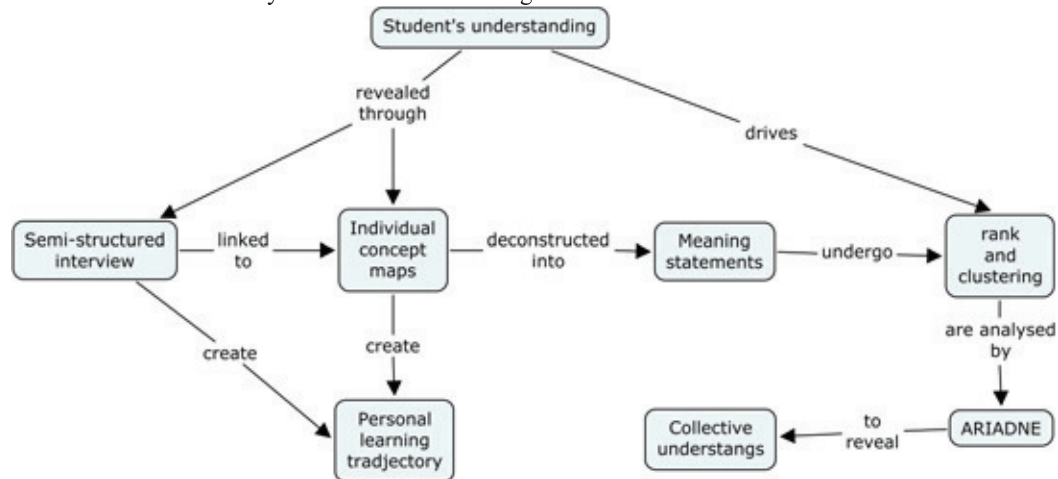 Student's understanding
revealed
through
drives
Semi-structured
interview
linked
to
Individual
concept
maps
deconstructed
into
Meaning
statements
undergo
rank
and
clustering
create
create
are analysed
by
Personal
learning
tradjectory
Collective
understangs
to
reveal
ARIADNE